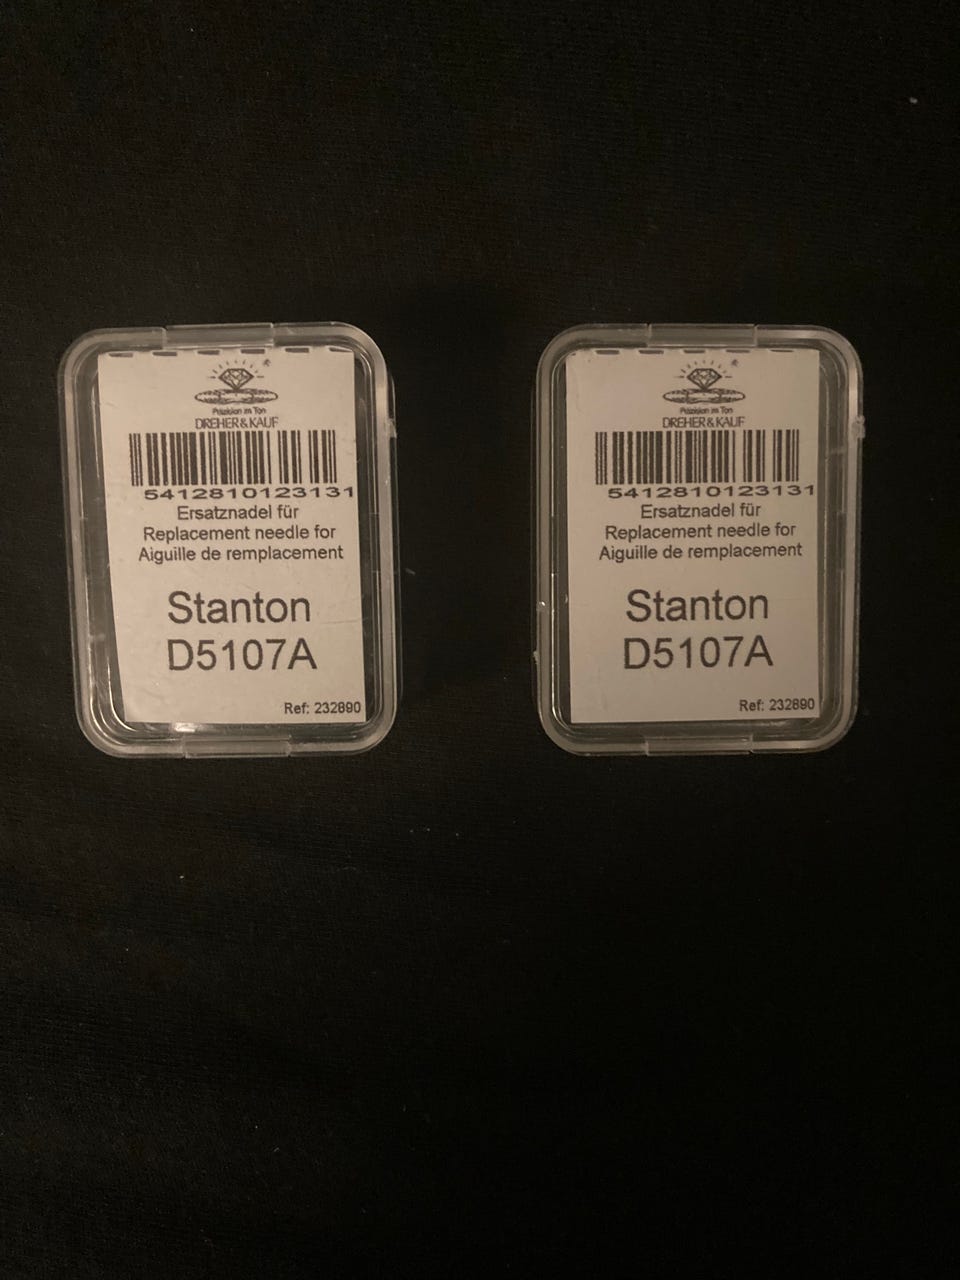 Präzision im Ton
DREHER & KAUF
5412810123131
Ersatznadel für
Replacement needle for
Aiguille de remplacement
Stanton
D5107A
Ref: 232890
Präzision im Ton
DREHER & KAUF
5412810123131
Ersatznadel für
Replacement needle for
Aiguille de remplacement
Stanton
D5107A
Ref: 232890